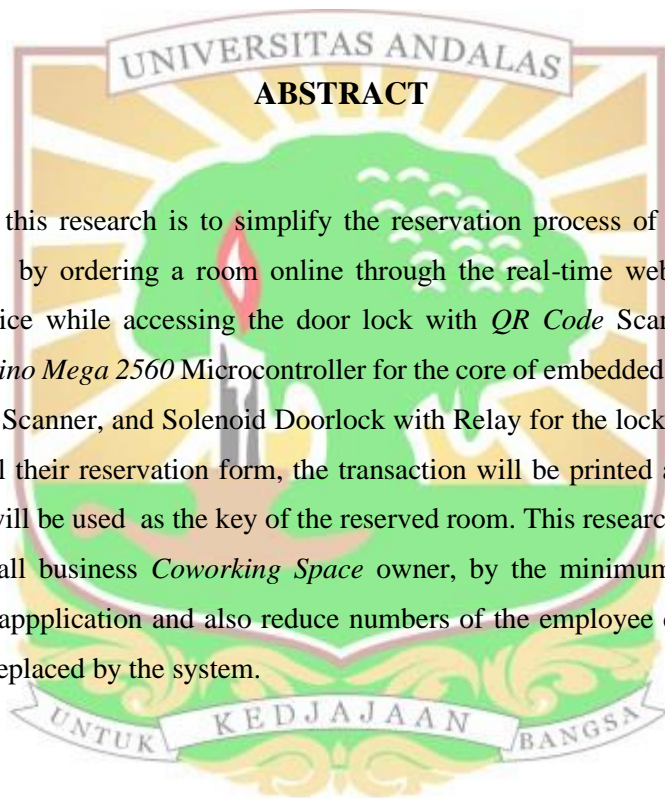 UNIVERSITAS ANDALAS
ABSTRACT
this research is to simplify the reservation process of
by ordering a room online through the real-time web
ice while accessing the door lock with QR Code Scan
ino Mega 2560 Microcontroller for the core of embedded
Scanner, and Solenoid Doorlock with Relay for the lock
l their reservation form, the transaction will be printed a
will be used as the key of the reserved room. This research
all business Coworking Space owner, by the minimum
appplication and also reduce numbers of the employee
eplaced by the system.
UNTUK KEDJAJAAN BANGSA